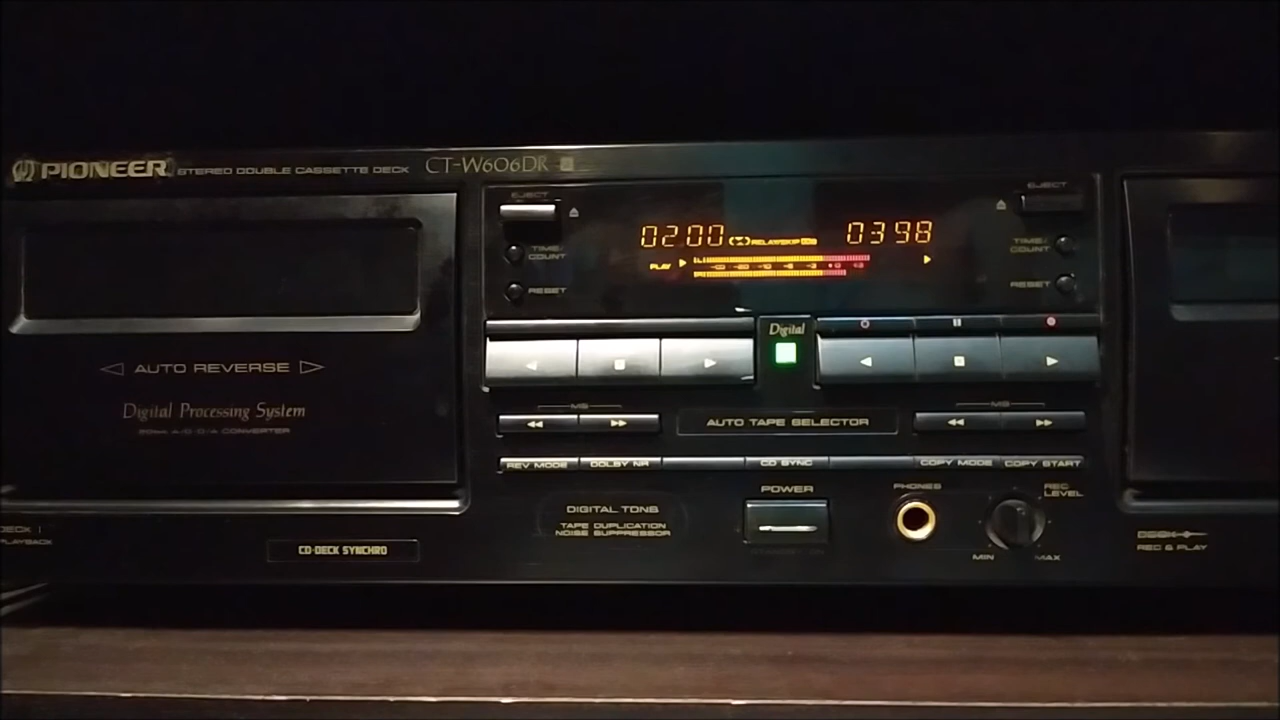 PIONEER STEREO DOUBLE CASSETTE DECK CT-W606DR
EJECT
EJECT
TIME/
COUNT
RESET
0200 RELAY SKIP 0398
PLAY
TIME/
COUNT
RESET
Digital
AUTO REVERSE
Digital Processing System
A/D D/A CONVERTER
MS
MS
AUTO TAPE SELECTOR
REV MODE DOLBY NR CD SYNC COPY MODE COPY START
POWER
PHONES
REC
LEVEL
MIN MAX
DIGITAL TDNS
TAPE DUPLICATION
NOISE SUPPRESSOR
CD-DECK SYNCHRO
DECK I
PLAYBACK
REC & PLAY